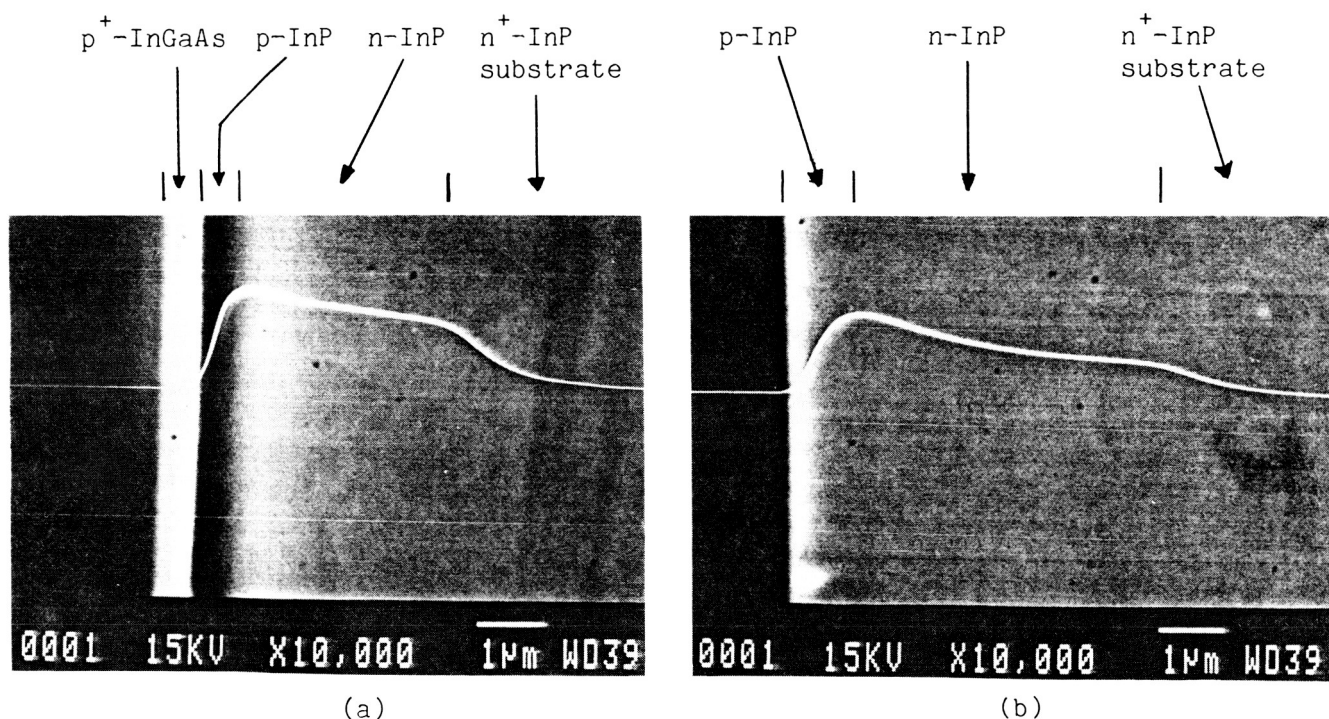 p⁺-InGaAs p-InP n-InP n⁺-InP
substrate
p-InP n-InP n⁺-InP
substrate
0001 15KV X10,000 1µm WD39
0001 15KV X10,000 1µm WD39
(a)
(b)